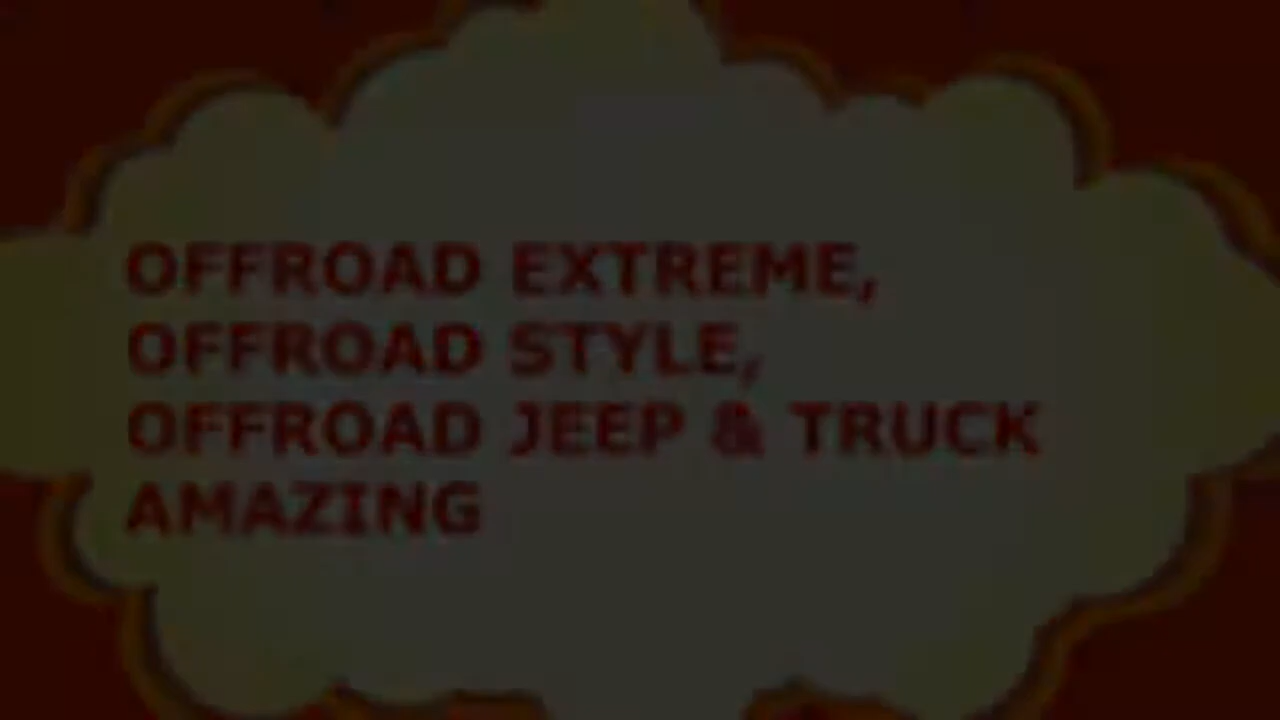 OFFROAD EXTREME,
OFFROAD STYLE,
OFFROAD JEEP & TRUCK
AMAZING